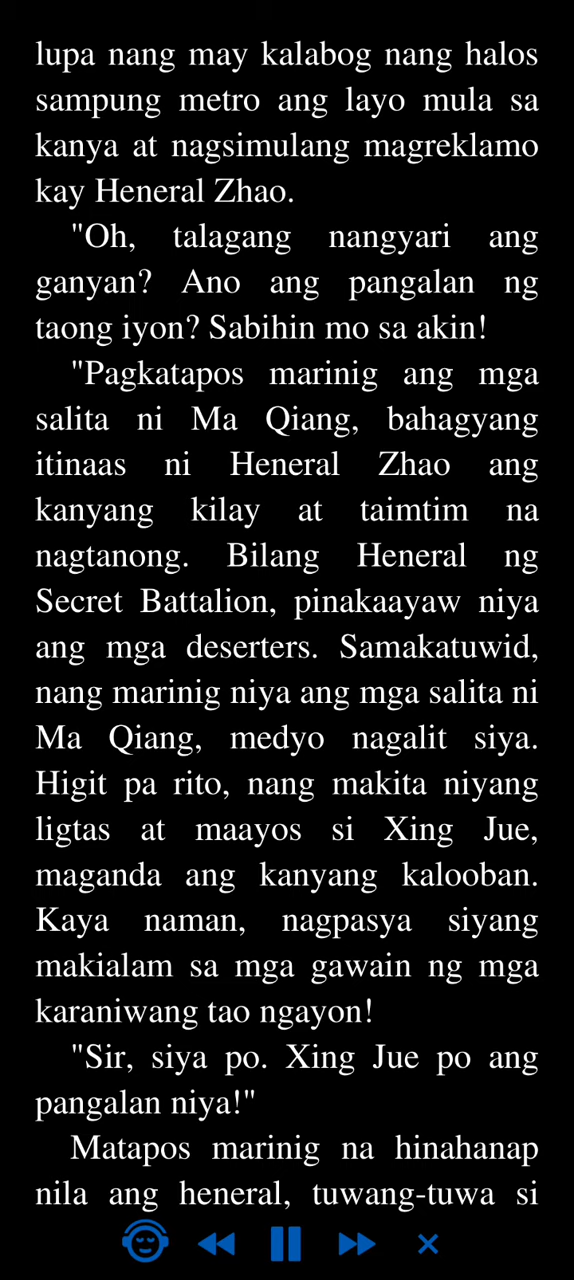 lupa nang may kalabog nang halos
sampung metro ang layo mula sa
kanya at nagsimulang magreklamo
kay Heneral Zhao.
"Oh, talagang nangyari ang
ganyan? Ano ang pangalan ng
taong iyon? Sabihin mo sa akin!
"Pagkatapos marinig ang mga
salita ni Ma Qiang, bahagyang
itinaas ni Heneral Zhao ang
kanyang kilay at taimtim na
nagtanong. Bilang Heneral ng
Secret Battalion, pinakaayaw niya
ang mga deserters. Samakatuwid,
nang marinig niya ang mga salita ni
Ma Qiang, medyo nagalit siya.
Higit pa rito, nang makita niyang
ligtas at maayos si Xing Jue,
maganda ang kanyang kalooban.
Kaya naman, nagpasya siyang
makialam sa mga gawain ng mga
karaniwang tao ngayon!
"Sir, siya po. Xing Jue po ang
pangalan niya!"
Matapos marinig na hinahanap
nila ang heneral, tuwang-tuwa si